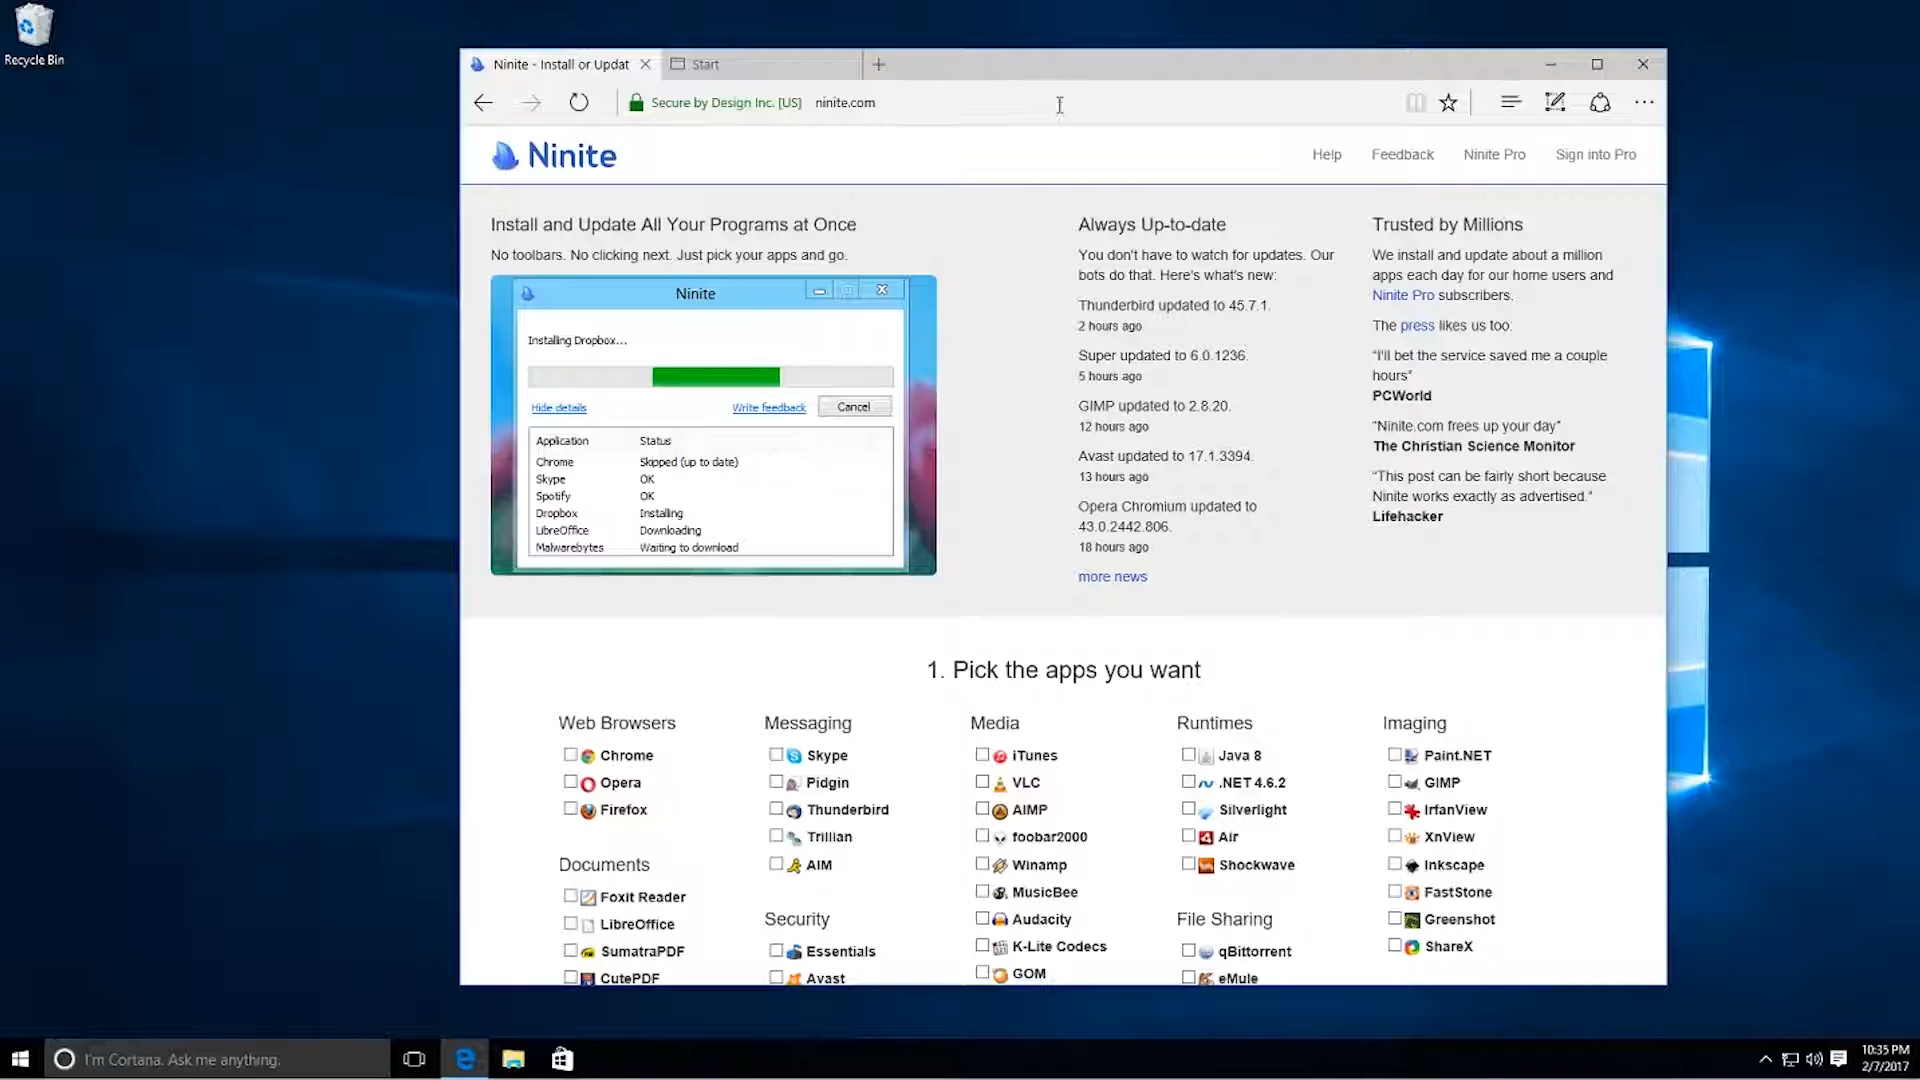 Recycle Bin
Ninite - Install or Updat
Start
Secure by Design Inc. [US] ninite.com
Ninite
Help Feedback Ninite Pro Sign into Pro
Install and Update All Your Programs at Once
No toolbars. No clicking next. Just pick your apps and go.
Ninite
Installing Dropbox...
Hide details Write feedback Cancel
Application Status
Chrome Skipped (up to date)
Skype OK
Spotify OK
Dropbox Installing
LibreOffice Downloading
Malwarebytes Waiting to download
Always Up-to-date
You don't have to watch for updates. Our
bots do that. Here's what's new:
Thunderbird updated to 45.7.1.
2 hours ago
Super updated to 6.0.1236.
5 hours ago
GIMP updated to 2.8.20.
12 hours ago
Avast updated to 17.1.3394.
13 hours ago
Opera Chromium updated to
43.0.2442.806.
18 hours ago
more news
Trusted by Millions
We install and update about a million
apps each day for our home users and
Ninite Pro subscribers.
The press likes us too:
“I'll bet the service saved me a couple
hours”
PCWorld
“Ninite.com frees up your day”
The Christian Science Monitor
“This post can be fairly short because
Ninite works exactly as advertised.”
Lifehacker
1. Pick the apps you want
Web Browsers
Chrome
Opera
Firefox
Documents
Foxit Reader
LibreOffice
SumatraPDF
CutePDF
Messaging
Skype
Pidgin
Thunderbird
Trillian
AIM
Security
Essentials
Avast
Media
iTunes
VLC
AIMP
foobar2000
Winamp
MusicBee
Audacity
K-Lite Codecs
GOM
Runtimes
Java 8
.NET 4.6.2
Silverlight
Air
Shockwave
File Sharing
qBittorrent
eMule
Imaging
Paint.NET
GIMP
IrfanView
XnView
Inkscape
FastStone
Greenshot
ShareX
I'm Cortana. Ask me anything.
10:35 PM
2/7/2017